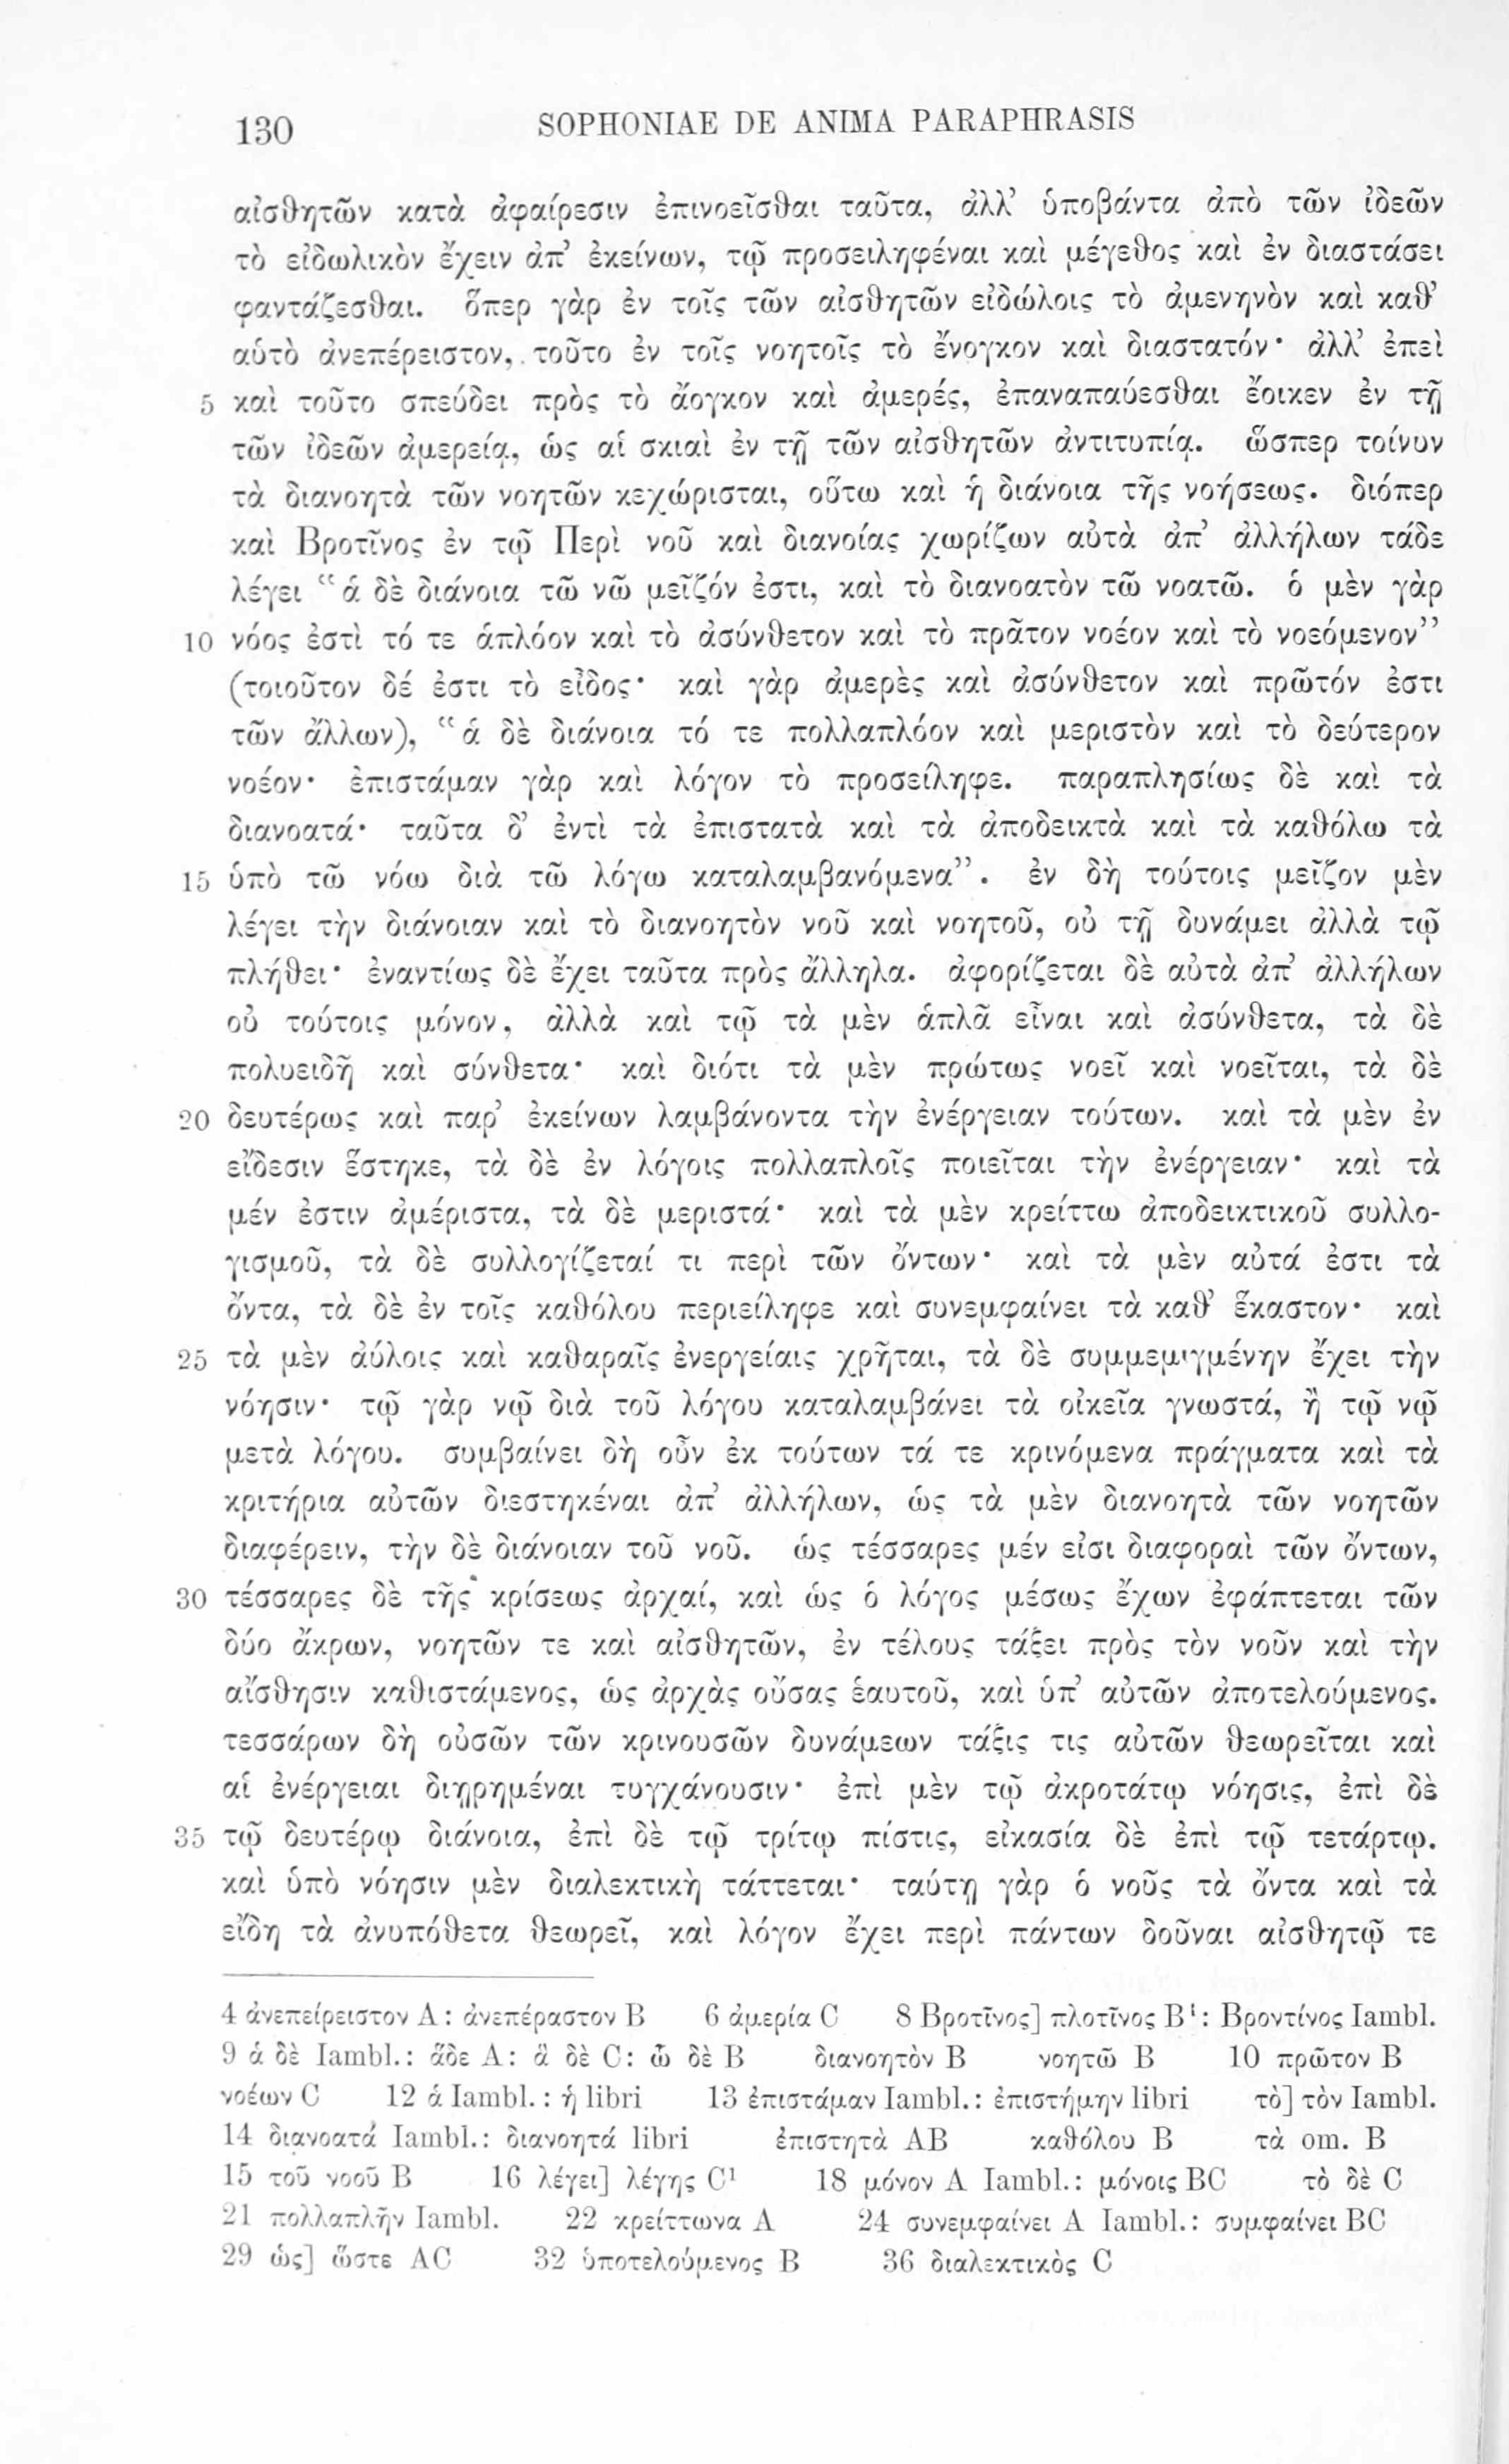 130 SOPHONIAE DE ANIMA PARAPHRASIS
αἰσθητῶν κατὰ ἀφαίρεσιν ἐπινοεῖσθαι ταῦτα, ἀλλ’ ὑποβάντα ἀπὸ τῶν ἰδεῶν
τὸ εἰδωλικὸν ἔχειν ἀπ’ ἐκείνων, τῷ προσειληφέναι καὶ μέγεθος καὶ ἐν διαστάσει
φαντάζεσθαι. ὅπερ γὰρ ἐν τοῖς τῶν αἰσθητῶν εἰδώλοις τὸ ἀμενηνὸν καὶ καθ’
αὑτὸ ἀνεπέρειστον, τοῦτο ἐν τοῖς νοητοῖς τὸ ἔνογκον καὶ διαστατόν· ἀλλ’ ἐπεὶ
5 καὶ τοῦτο σπεύδει πρὸς τὸ ἄογκον καὶ ἀμερές, ἐπαναπαύεσθαι ἔοικεν ἐν τῇ
τῶν ἰδεῶν ἀμερείᾳ, ὡς αἱ σκιαὶ ἐν τῇ τῶν αἰσθητῶν ἀντιτυπίᾳ. ὥσπερ τοίνυν
τὰ διανοητὰ τῶν νοητῶν κεχώρισται, οὕτω καὶ ἡ διάνοια τῆς νοήσεως. διόπερ
καὶ Βροτῖνος ἐν τῷ Περὶ νοῦ καὶ διανοίας χωρίζων αὐτὰ ἀπ’ ἀλλήλων τάδε
λέγει “ἁ δὲ διάνοια τῶ νῶ μεῖζόν ἐστι, καὶ τὸ διανοατὸν τῶ νοατῶ. ὁ μὲν γὰρ
10 νόος ἐστὶ τό τε ἁπλόον καὶ τὸ ἀσύνθετον καὶ τὸ πρᾶτον νοέον καὶ τὸ νοεόμενον”
(τοιοῦτον δέ ἐστι τὸ εἶδος· καὶ γὰρ ἀμερὲς καὶ ἀσύνθετον καὶ πρῶτόν ἐστι
τῶν ἄλλων), “ἁ δὲ διάνοια τό τε πολλαπλόον καὶ μεριστὸν καὶ τὸ δεύτερον
νοέον· ἐπιστάμαν γὰρ καὶ λόγον τὸ προσείληφε. παραπλησίως δὲ καὶ τὰ
διανοατά· ταῦτα δ’ ἐντὶ τὰ ἐπιστατὰ καὶ τὰ ἀποδεικτὰ καὶ τὰ καθόλω τὰ
15 ὑπὸ τῶ νόω διὰ τῶ λόγω καταλαμβανόμενα”. ἐν δὴ τούτοις μεῖζον μὲν
λέγει τὴν διάνοιαν καὶ τὸ διανοητὸν νοῦ καὶ νοητοῦ, οὐ τῇ δυνάμει ἀλλὰ τῷ
πλήθει· ἐναντίως δὲ ἔχει ταῦτα πρὸς ἄλληλα. ἀφορίζεται δὲ αὐτὰ ἀπ’ ἀλλήλων
οὐ τούτοις μόνον, ἀλλὰ καὶ τῷ τὰ μὲν ἁπλᾶ εἶναι καὶ ἀσύνθετα, τὰ δὲ
πολυειδῆ καὶ σύνθετα· καὶ διότι τὰ μὲν πρώτως νοεῖ καὶ νοεῖται, τὰ δὲ
20 δευτέρως καὶ παρ’ ἐκείνων λαμβάνοντα τὴν ἐνέργειαν τούτων. καὶ τὰ μὲν ἐν
εἴδεσιν ἕστηκε, τὰ δὲ ἐν λόγοις πολλαπλοῖς ποιεῖται τὴν ἐνέργειαν· καὶ τὰ
μέν ἐστιν ἀμέριστα, τὰ δὲ μεριστά· καὶ τὰ μὲν κρείττω ἀποδεικτικοῦ συλλο-
γισμοῦ, τὰ δὲ συλλογίζεταί τι περὶ τῶν ὄντων· καὶ τὰ μὲν αὐτά ἐστι τὰ
ὄντα, τὰ δὲ ἐν τοῖς καθόλου περιείληφε καὶ συνεμφαίνει τὰ καθ’ ἕκαστον· καὶ
25 τὰ μὲν ἀύλοις καὶ καθαραῖς ἐνεργείαις χρῆται, τὰ δὲ συμμεμιγμένην ἔχει τὴν
νόησιν· τῷ γὰρ νῷ διὰ τοῦ λόγου καταλαμβάνει τὰ οἰκεῖα γνωστά, ἢ τῷ νῷ
μετὰ λόγου. συμβαίνει δὴ οὖν ἐκ τούτων τά τε κρινόμενα πράγματα καὶ τὰ
κριτήρια αὐτῶν διεστηκέναι ἀπ’ ἀλλήλων, ὡς τὰ μὲν διανοητὰ τῶν νοητῶν
διαφέρειν, τὴν δὲ διάνοιαν τοῦ νοῦ. ὡς τέσσαρες μέν εἰσι διαφοραὶ τῶν ὄντων,
30 τέσσαρες δὲ τῆς κρίσεως ἀρχαί, καὶ ὡς ὁ λόγος μέσως ἔχων ἐφάπτεται τῶν
δύο ἄκρων, νοητῶν τε καὶ αἰσθητῶν, ἐν τέλους τάξει πρὸς τὸν νοῦν καὶ τὴν
αἴσθησιν καθιστάμενος, ὡς ἀρχὰς οὔσας ἑαυτοῦ, καὶ ὑπ’ αὐτῶν ἀποτελούμενος.
τεσσάρων δὴ οὐσῶν τῶν κρινουσῶν δυνάμεων τάξις τις αὐτῶν θεωρεῖται καὶ
αἱ ἐνέργειαι διῃρημέναι τυγχάνουσιν· ἐπὶ μὲν τῷ ἀκροτάτῳ νόησις, ἐπὶ δὲ
35 τῷ δευτέρῳ διάνοια, ἐπὶ δὲ τῷ τρίτῳ πίστις, εἰκασία δὲ ἐπὶ τῷ τετάρτῳ.
καὶ ὑπὸ νόησιν μὲν διαλεκτικὴ τάττεται· ταύτῃ γὰρ ὁ νοῦς τὰ ὄντα καὶ τὰ
εἴδη τὰ ἀνυπόθετα θεωρεῖ, καὶ λόγον ἔχει περὶ πάντων δοῦναι αἰσθητῷ τε
4 ἀνεπείρειστον A: ἀνεπέραστον B 6 ἀμερία C 8 Βροτῖνος] πλοτῖνος B¹: Βροντίνος Iambl.
9 ἁ δὲ Iambl.: ἅδε A: ἃ δὲ C: ὦ δὲ B διανοητὸν B νοητῶ B 10 πρῶτον B
νοέων C 12 ἁ Iambl.: ἡ libri 13 ἐπιστάμαν Iambl.: ἐπιστήμην libri τὸ] τὸν Iambl.
14 διανοατά Iambl.: διανοητά libri ἐπιστητὰ AB καθόλου B τὰ om. B
15 τοῦ νοοῦ B 16 λέγει] λέγης C¹ 18 μόνον A Iambl.: μόνοις BC τὸ δὲ C
21 πολλαπλῆν Iambl. 22 κρείττωνα A 24 συνεμφαίνει A Iambl.: συμφαίνει BC
29 ὡς] ὥστε AC 32 ὑποτελούμενος B 36 διαλεκτικὸς C